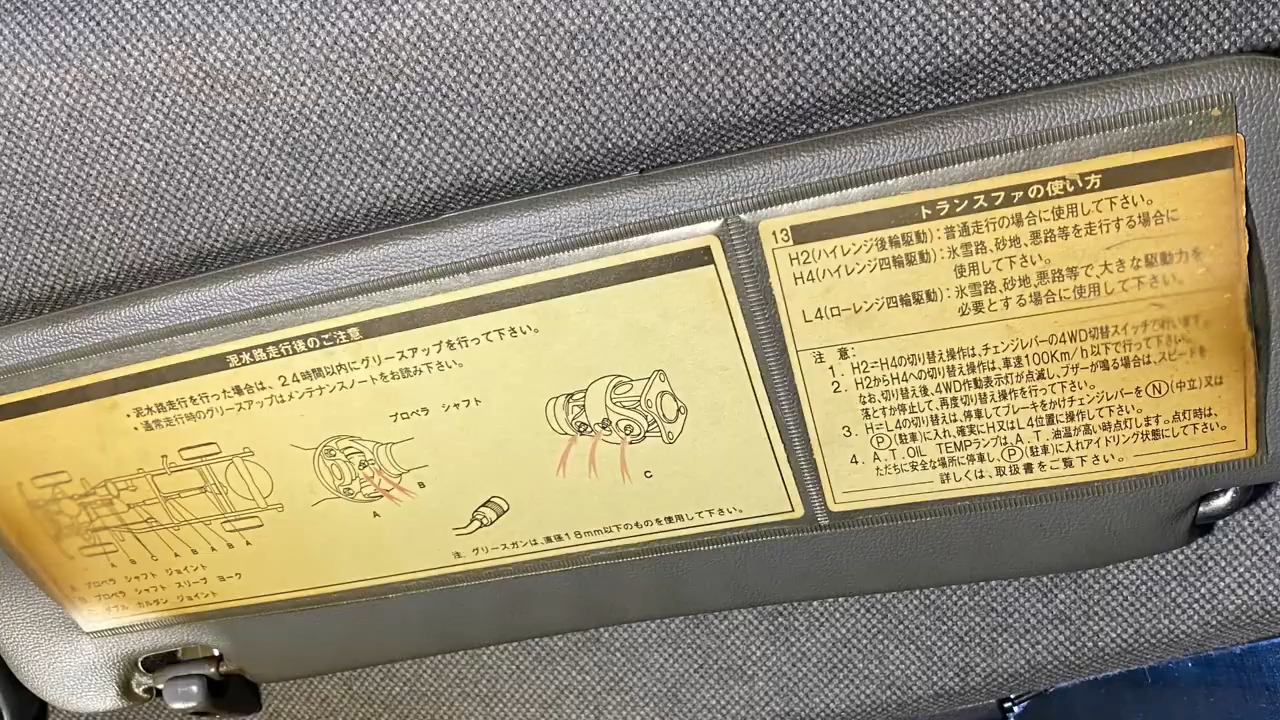 泥水路走行後のご注意
・泥水路走行を行った場合は、24時間以内にグリースアップを行って下さい。
・通常走行時のグリースアップはメンテナンスノートをお読み下さい。
プロペラ シャフト
A
B
C
A B C A B A B A
プロペラ シャフト ジョイント
プロペラ シャフト スリーブ ヨーク
ダブル カルダン ジョイント
注. グリースガンは、直径18mm以下のものを使用して下さい。
13
トランスファの使い方
H2(ハイレンジ後輪駆動):普通走行の場合に使用して下さい。
H4(ハイレンジ四輪駆動):氷雪路、砂地、悪路等を走行する場合に
使用して下さい。
L4(ローレンジ四輪駆動):氷雪路、砂地、悪路等で、大きな駆動力を
必要とする場合に使用して下さい。
注 意:
1. H2=H4の切り替え操作は、チェンジレバーの4WD切替スイッチで行います。
2. H2からH4への切り替え操作は、車速100Km/h以下で行って下さい。
なお、切り替え後、4WD作動表示灯が点滅し、ブザーが鳴る場合は、スピードを
落とすか停止して、再度切り替え操作を行って下さい。
3. H=L4の切り替えは、停止してブレーキをかけチェンジレバーをⓃ(中立)又は
Ⓟ(駐車)に入れ、確実にH又はL4位置に操作して下さい。
4. A.T.OIL TEMPランプは、A.T.油温が高い時点灯します。点灯時は、
ただちに安全な場所に停車し、Ⓟ(駐車)に入れアイドリング状態にして下さい。
詳しくは、取扱書をご覧下さい。